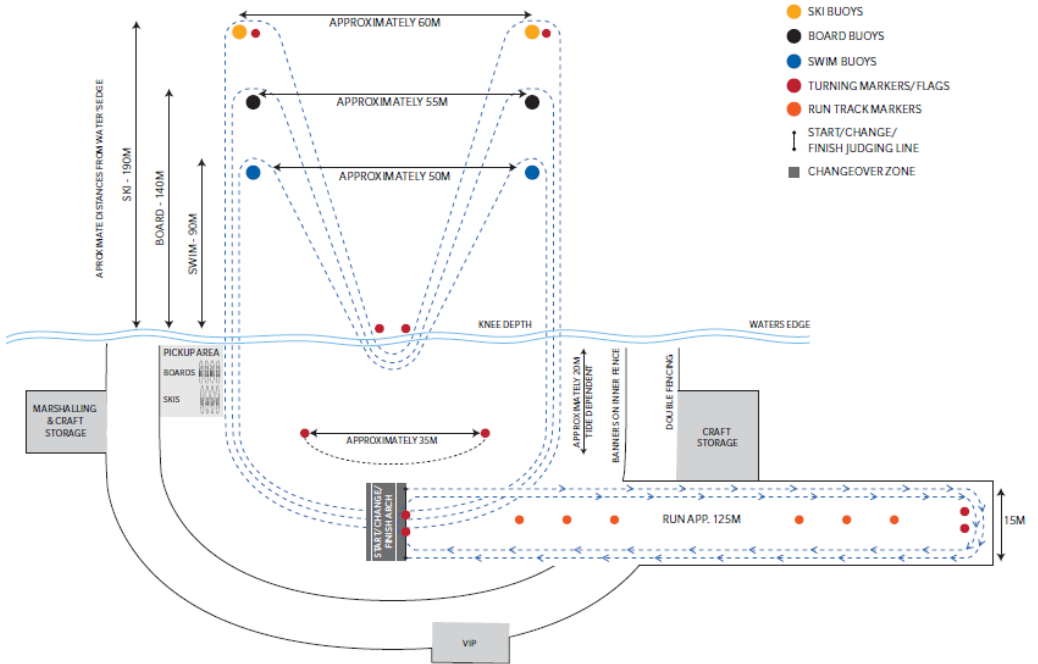 APPROXIMATELY 60M
SKI BUOYS
BOARD BUOYS
SWIM BUOYS
TURNING MARKERS/FLAGS
RUN TRACK MARKERS
START/CHANGE/
FINISH JUDGING LINE
CHANGEOVER ZONE
APPROXIMATELY 55M
APPROXIMATELY 50M
APROXIMATE DISTANCES FROM WATERS EDGE
SKI - 190M
BOARD - 140M
SWIM - 90M
KNEE DEPTH
WATERS EDGE
PICKUP AREA
BOARDS
SKIS
MARSHALLING
& CRAFT
STORAGE
APPROXIMATELY 35M
APPROXIMATELY 20M
TIDE DEPENDENT
BANNERS ON INNER FENCE
DOUBLE FENCING
CRAFT
STORAGE
START/CHANGE/
FINISH ARCH
RUN APP. 125M
15M
VIP